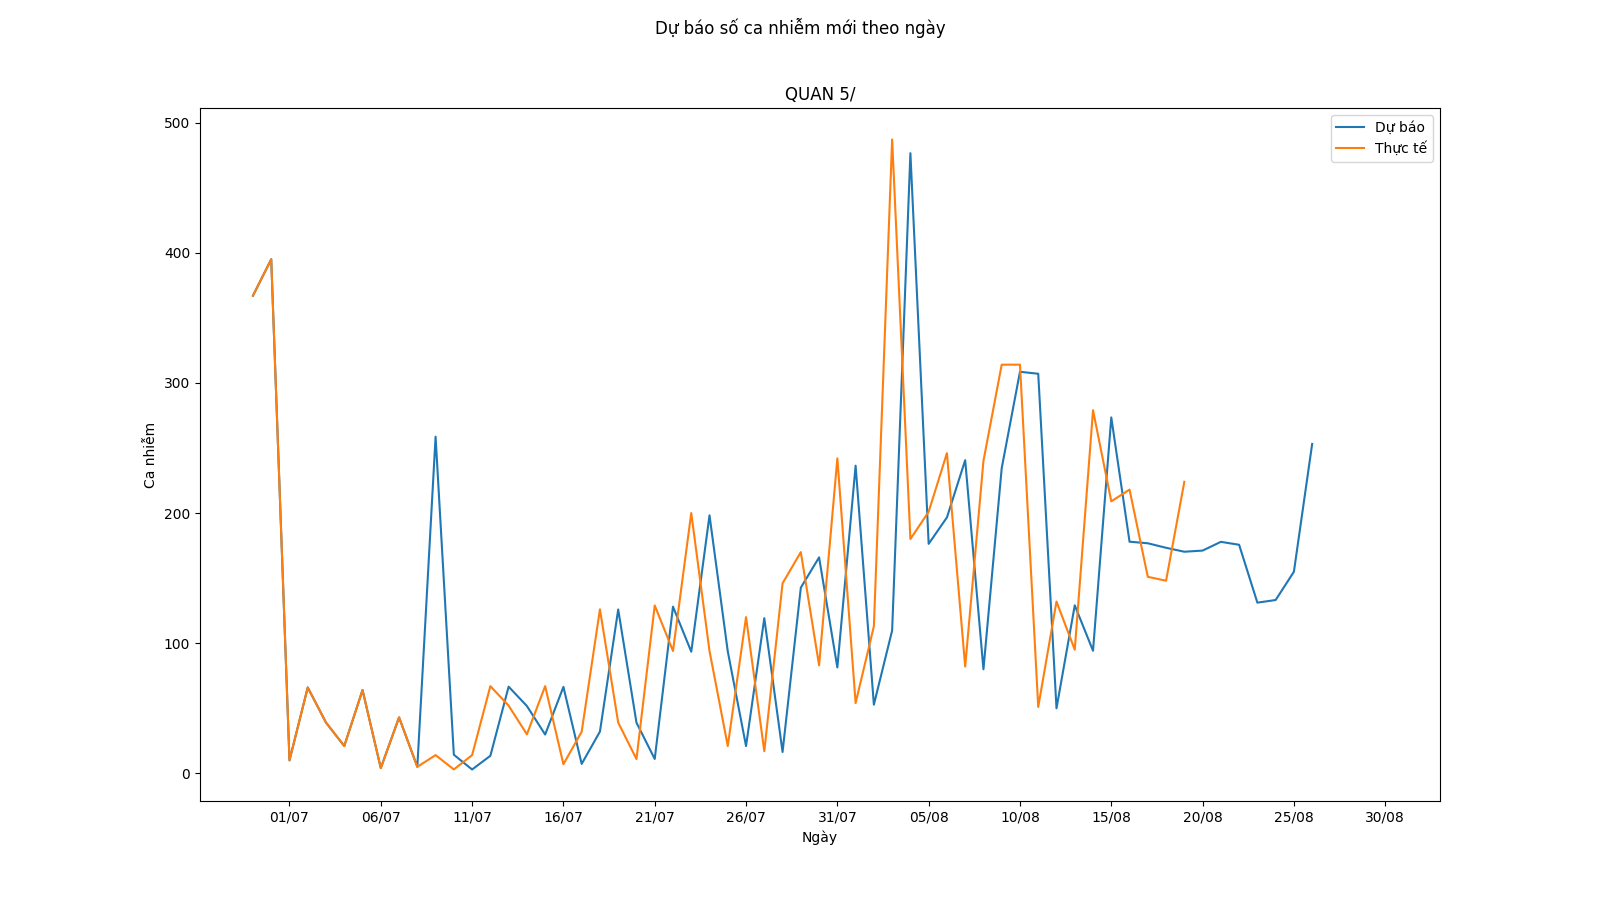 Dự báo số ca nhiễm mới theo ngày
QUAN 5/
Dự báo
Thực tế
Ca nhiễm
500
400
300
200
100
0
01/07 06/07 11/07 16/07 21/07 26/07 31/07 05/08 10/08 15/08 20/08 25/08 30/08
Ngày